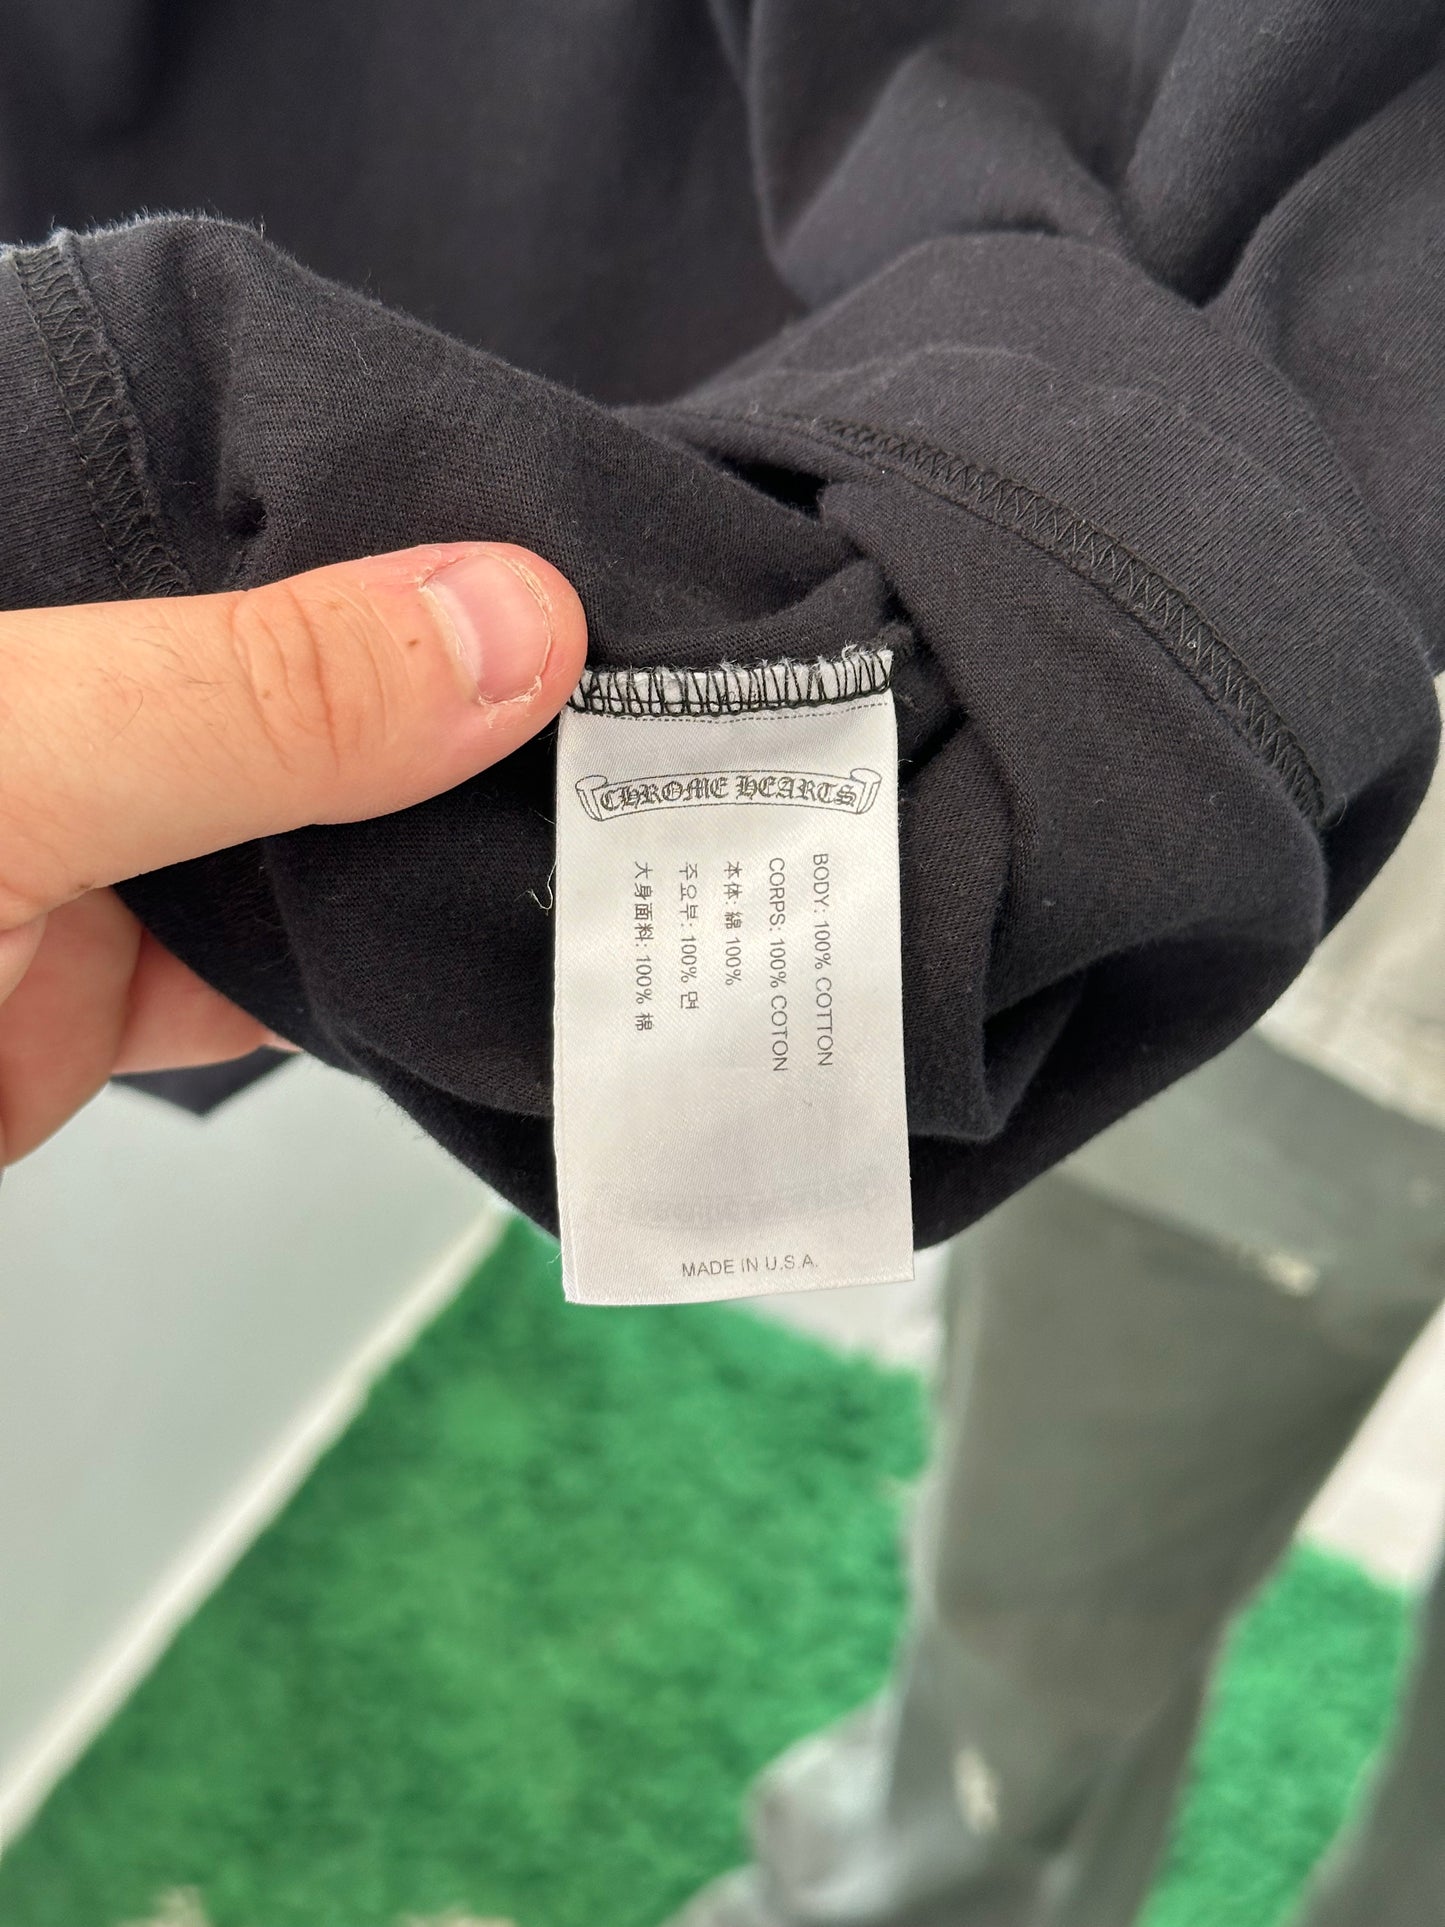 CHROME HEARTS
BODY: 100% COTTON
CORPS: 100% COTON
本体: 綿 100%
주요부: 100% 면
大身面料: 100% 棉
MADE IN U.S.A.